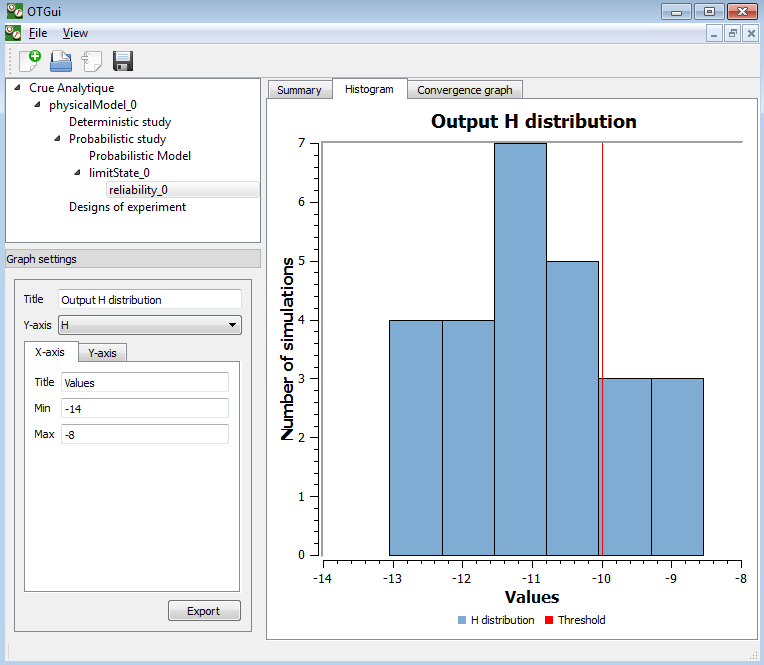 OTGui
File View
Crue Analytique
physicalModel_0
Deterministic study
Probabilistic study
Probabilistic Model
limitState_0
reliability_0
Designs of experiment
Graph settings
Title Output H distribution
Y-axis H
X-axis Y-axis
Title Values
Min -14
Max -8
Export
Summary Histogram Convergence graph
Output H distribution
Number of simulations
7
6
5
4
3
2
1
0
-14 -13 -12 -11 -10 -9 -8
Values
H distribution Threshold